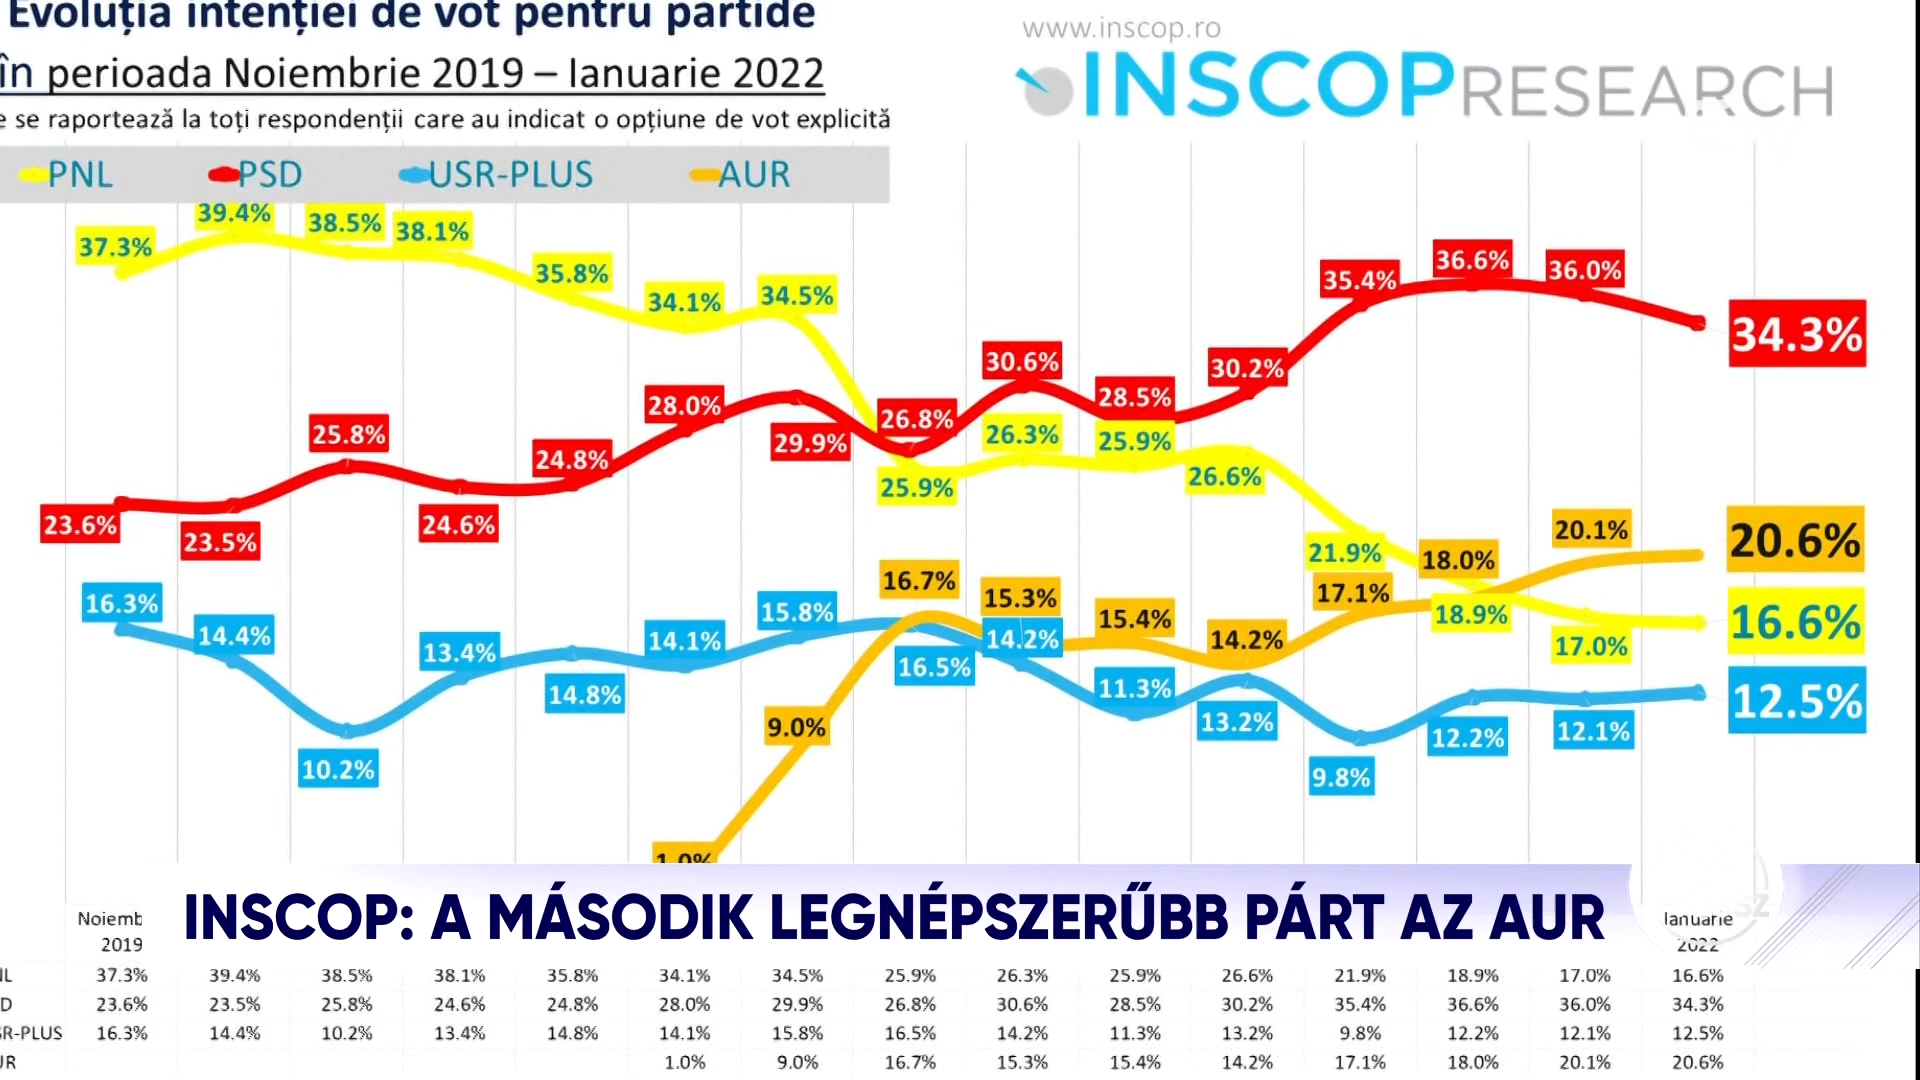 Evoluția intenției de vot pentru partide
în perioada Noiembrie 2019 – Ianuarie 2022
e se raportează la toți respondenții care au indicat o opțiune de vot explicită
www.inscop.ro
INSCOP RESEARCH
PNL PSD USR-PLUS AUR
37.3% 39.4% 38.5% 38.1% 35.8% 34.1% 34.5% 25.9% 26.3% 25.9% 26.6% 21.9% 18.9% 17.0% 16.6%
23.6% 23.5% 25.8% 24.6% 24.8% 28.0% 29.9% 26.8% 30.6% 28.5% 30.2% 35.4% 36.6% 36.0% 34.3%
16.3% 14.4% 10.2% 13.4% 14.8% 14.1% 15.8% 16.5% 14.2% 11.3% 13.2% 9.8% 12.2% 12.1% 12.5%
1.0% 9.0% 16.7% 15.3% 15.4% 14.2% 17.1% 18.0% 20.1% 20.6%
INSCOP: A MÁSODIK LEGNÉPSZERŰBB PÁRT AZ AUR
Noiemb Ianuarie
2019 2022
NL 37.3% 39.4% 38.5% 38.1% 35.8% 34.1% 34.5% 25.9% 26.3% 25.9% 26.6% 21.9% 18.9% 17.0% 16.6%
D 23.6% 23.5% 25.8% 24.6% 24.8% 28.0% 29.9% 26.8% 30.6% 28.5% 30.2% 35.4% 36.6% 36.0% 34.3%
SR-PLUS 16.3% 14.4% 10.2% 13.4% 14.8% 14.1% 15.8% 16.5% 14.2% 11.3% 13.2% 9.8% 12.2% 12.1% 12.5%
UR 1.0% 9.0% 16.7% 15.3% 15.4% 14.2% 17.1% 18.0% 20.1% 20.6%